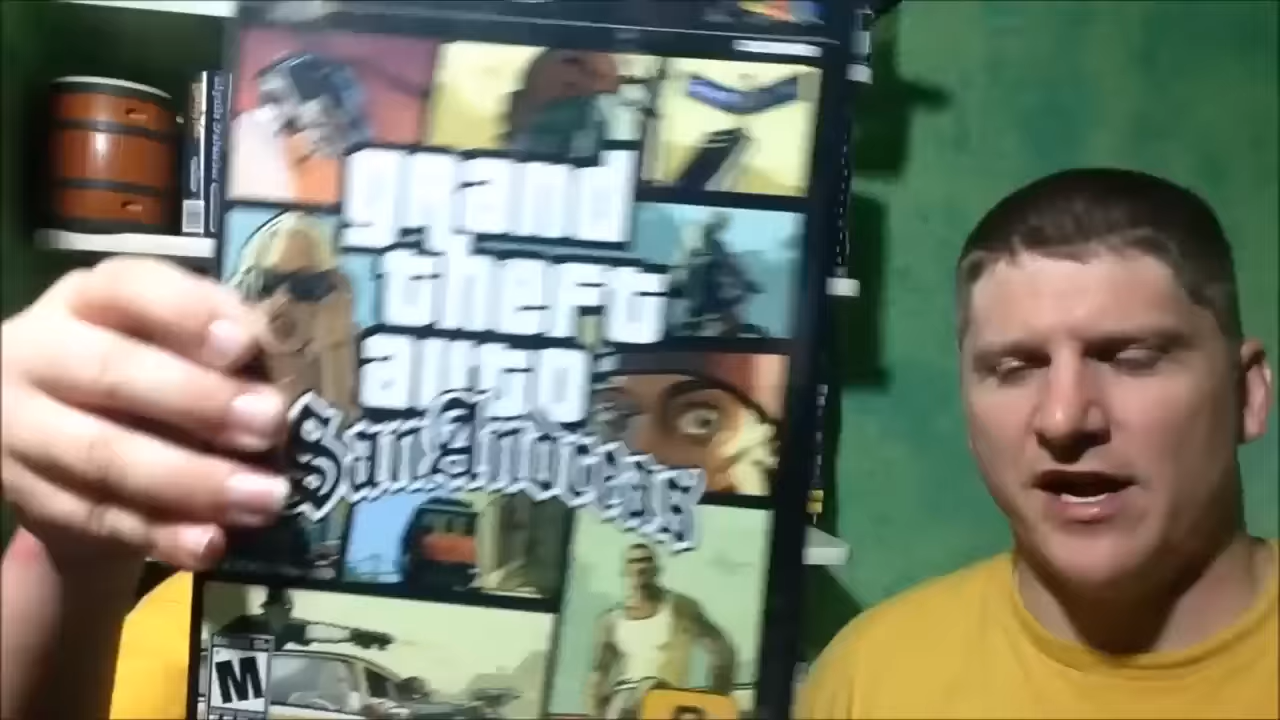 grand
theft
auto
San Andreas
M
R